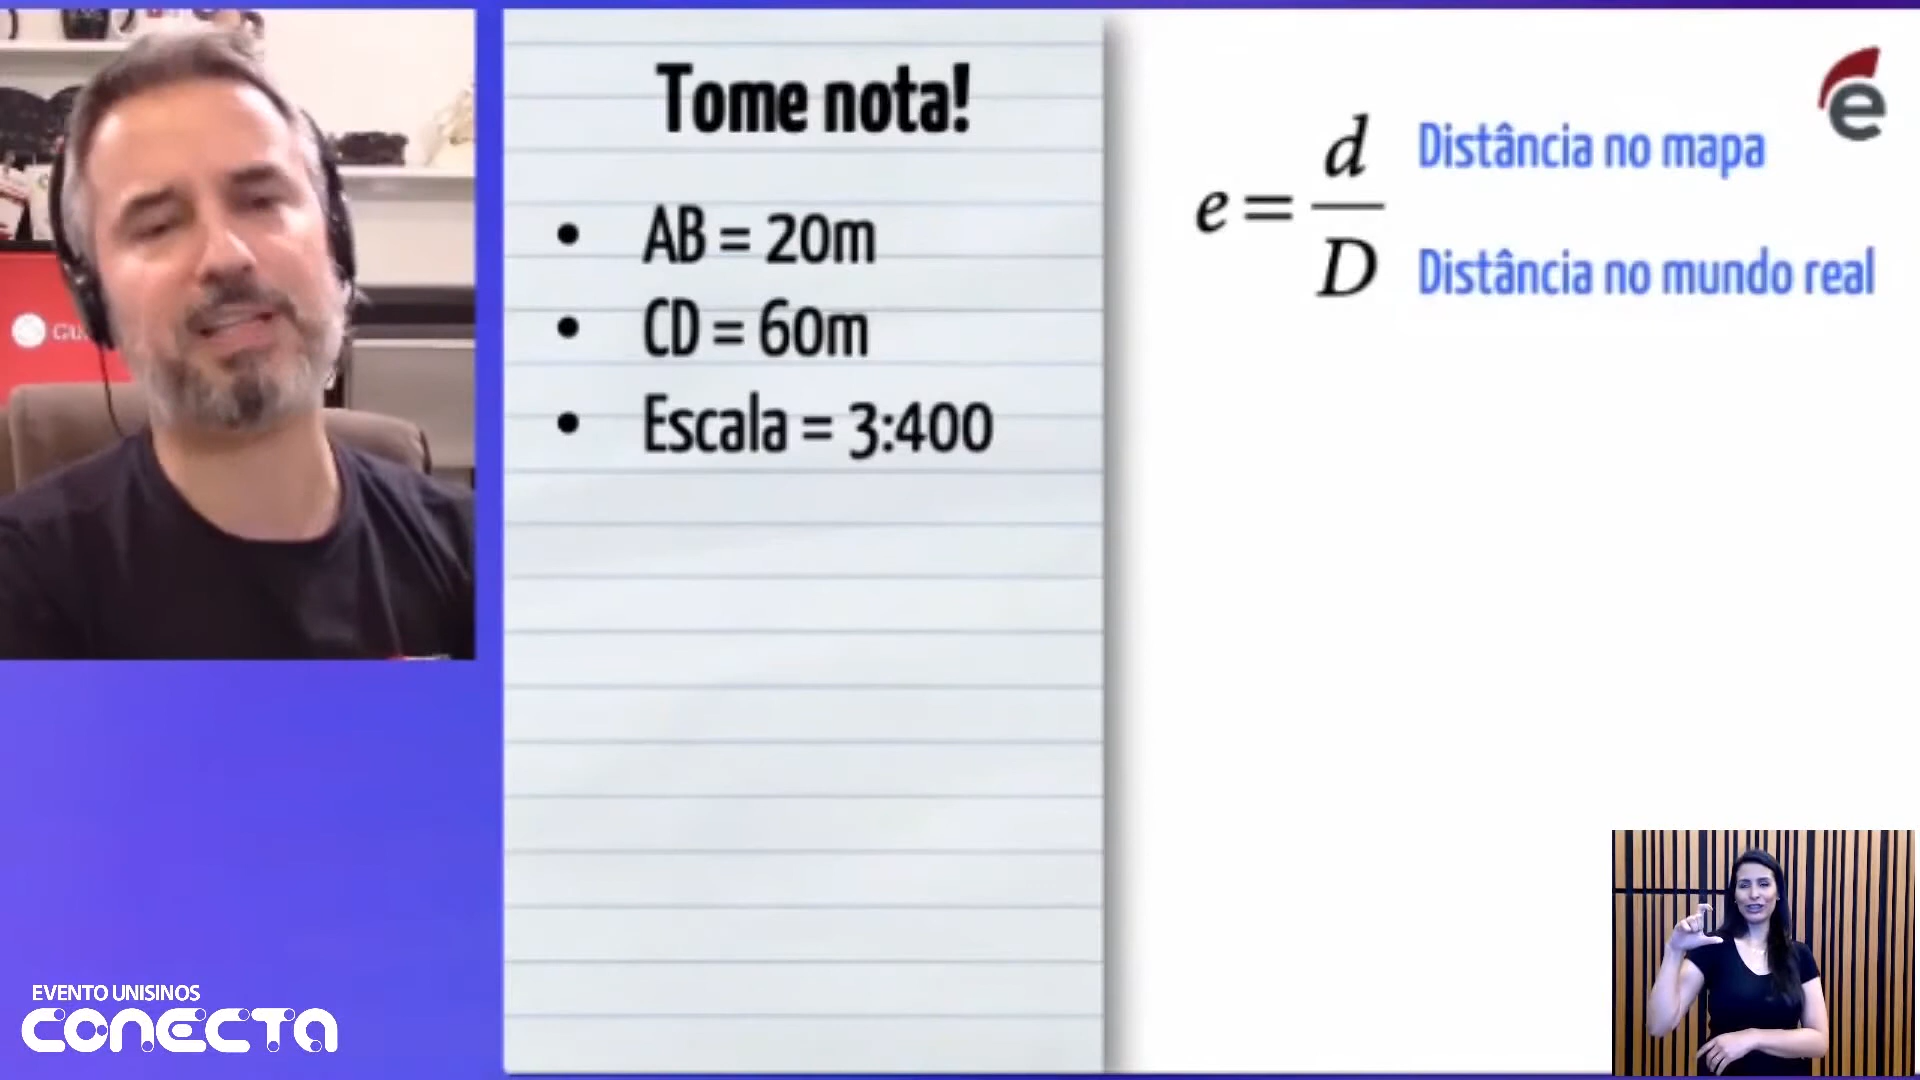 Tome nota!
• AB = 20m
• CD = 60m
• Escala = 3:400
e = d / D
Distância no mapa
Distância no mundo real
e
EVENTO UNISINOS
CONECTA